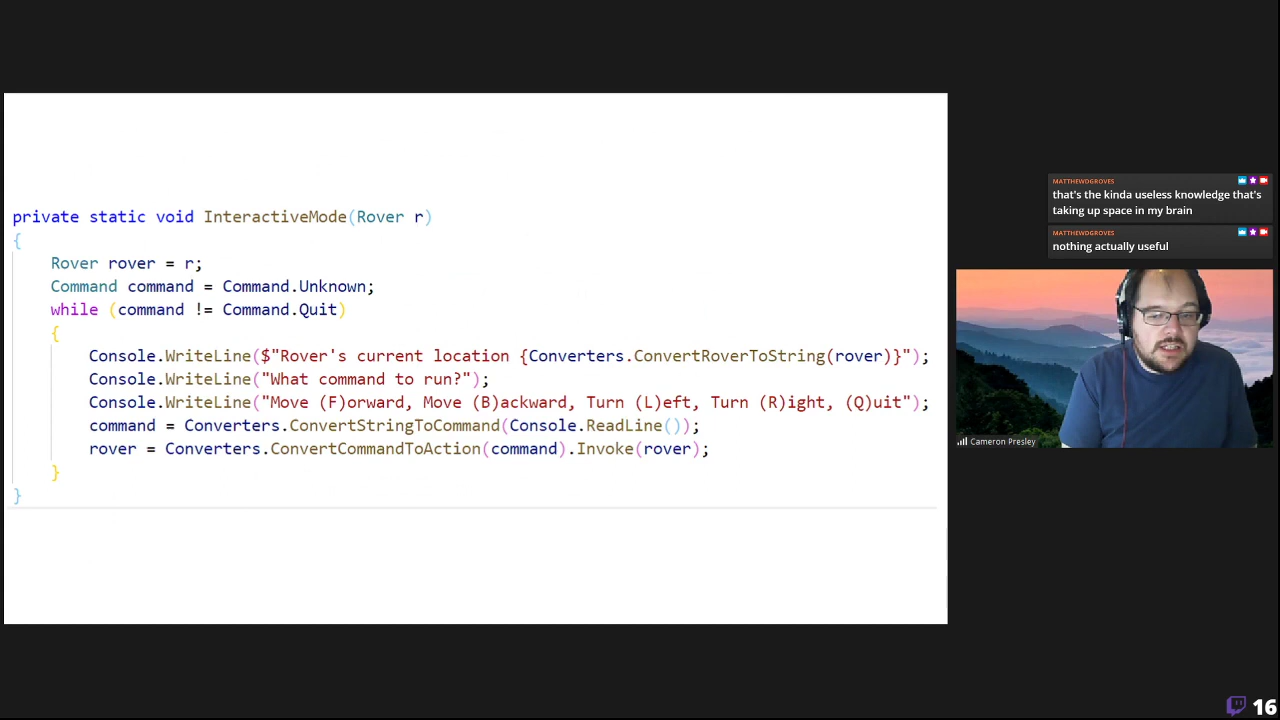 private static void InteractiveMode(Rover r)
{
Rover rover = r;
Command command = Command.Unknown;
while (command != Command.Quit)
{
Console.WriteLine($"Rover's current location {Converters.ConvertRoverToString(rover)}");
Console.WriteLine("What command to run?");
Console.WriteLine("Move (F)orward, Move (B)ackward, Turn (L)eft, Turn (R)ight, (Q)uit");
command = Converters.ConvertStringToCommand(Console.ReadLine());
rover = Converters.ConvertCommandToAction(command).Invoke(rover);
}
}
MATTHEWDGROVES
that's the kinda useless knowledge that's
taking up space in my brain
MATTHEWDGROVES
nothing actually useful
Cameron Presley
16